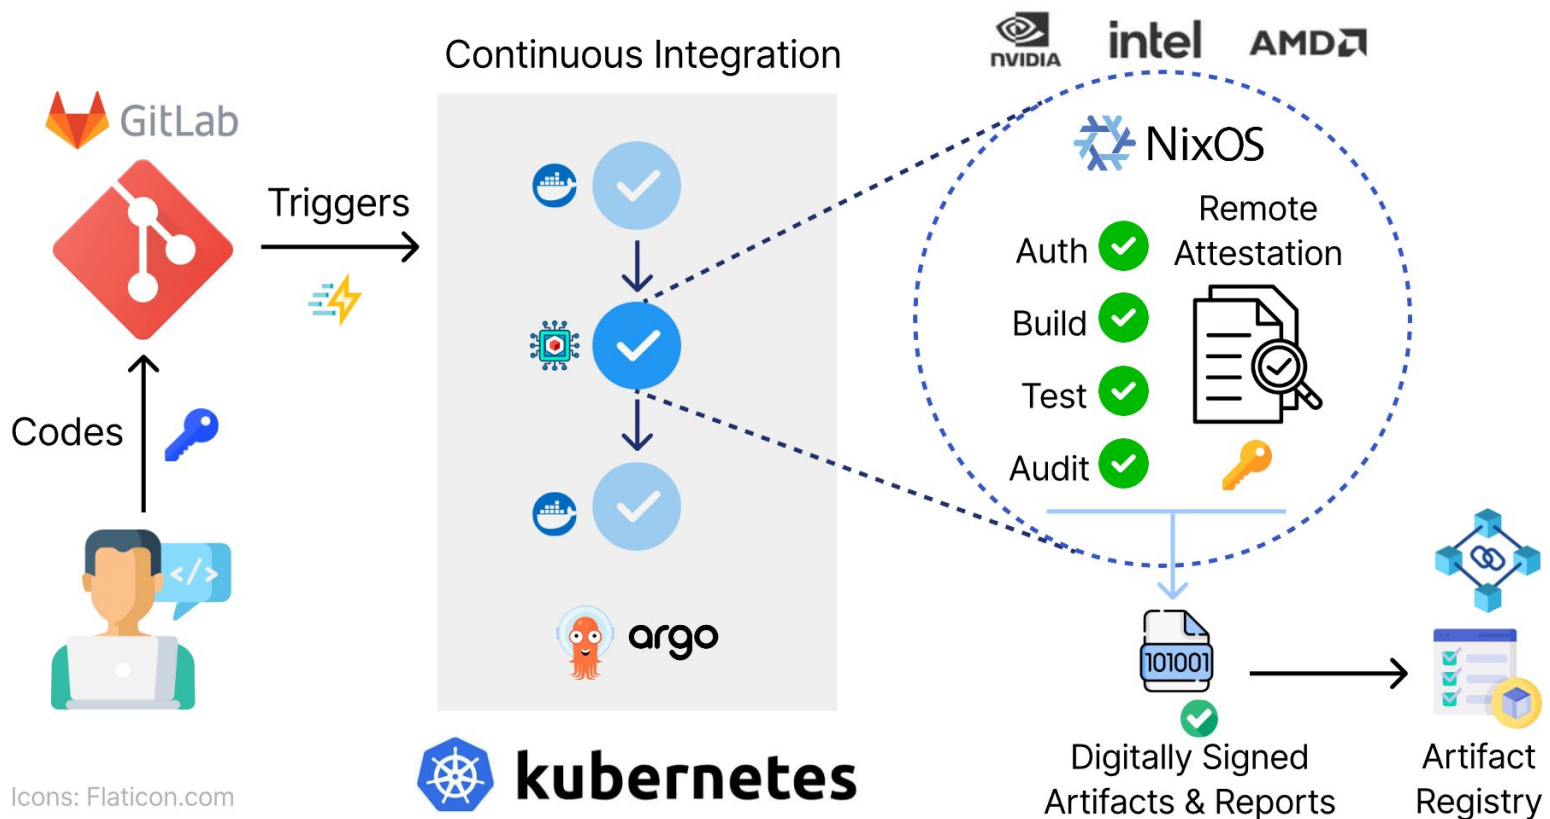 Continuous Integration
NVIDIA
intel
AMD
GitLab
NixOS
Triggers
Remote
Attestation
Auth
Build
Test
Audit
Codes
</>
argo
101001
kubernetes
Digitally Signed
Artifacts & Reports
Artifact
Registry
Icons: Flaticon.com